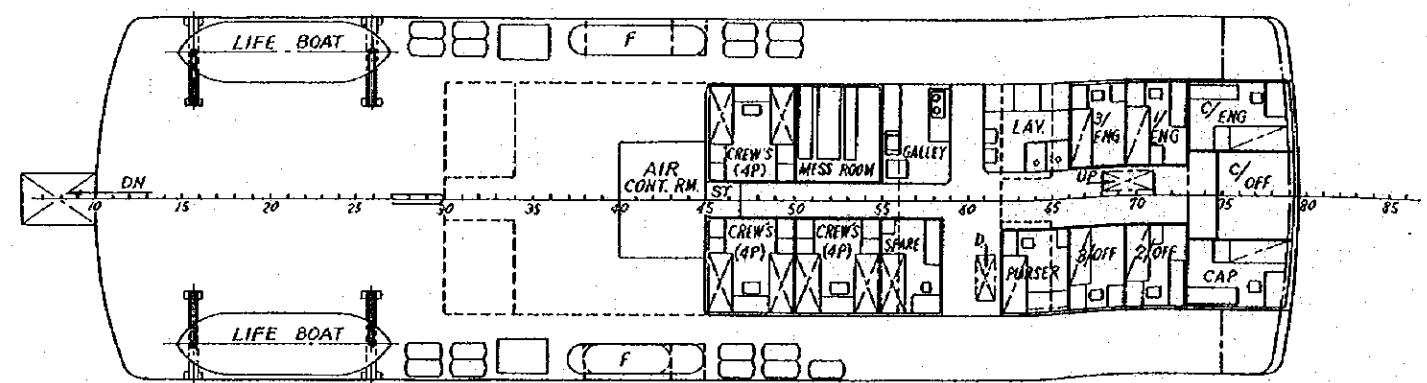 LIFE BOAT
F
CREW'S
(4P)
MESS ROOM
GALLEY
LAV.
3/
ENG
1/
ENG
C/
ENG
AIR
CONT. RM.
ST.
UP
C/
OFF
DN
10 15 20 25 30 35 40 45 50 55 60 65 70 75 80 85
CREW'S
(4P)
CREW'S
(4P)
SPARE
D
PURSER
3/OFF
2/OFF
CAP.
LIFE BOAT
F